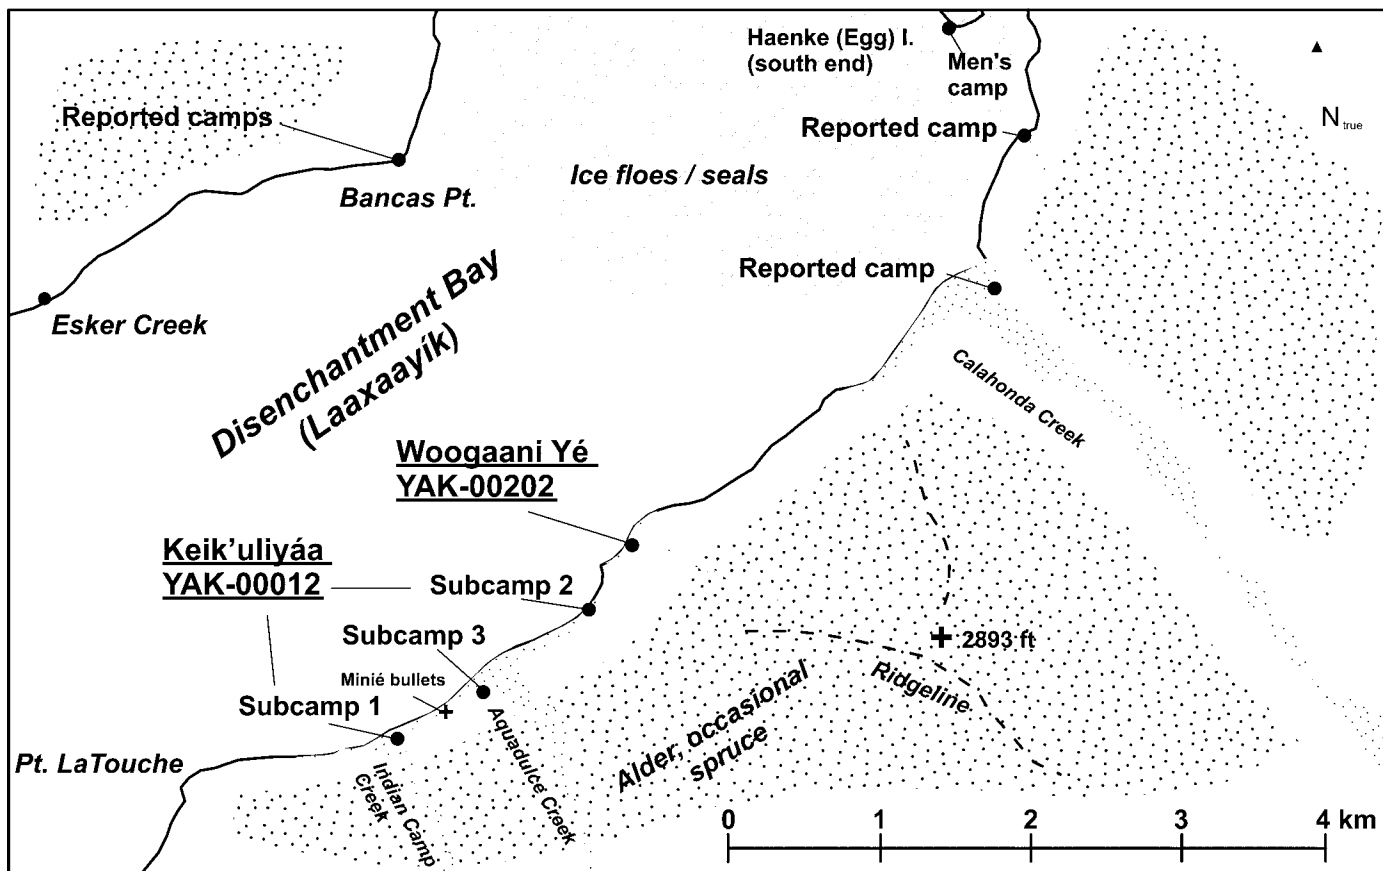 Haenke (Egg) I.
(south end)
Men's
camp
N true
Reported camps
Reported camp
Ice floes / seals
Bancas Pt.
Reported camp
Esker Creek
Disenchantment Bay
(Laaxaayík)
Calahonda Creek
Woogaani Yé
YAK-00202
Keik'uliyáa
YAK-00012
Subcamp 2
Subcamp 3
Minié bullets
Subcamp 1
2893 ft
Ridgeline
Alder, occasional
spruce
Aquadulce Creek
Indian Camp
Creek
Pt. LaTouche
0 1 2 3 4 km